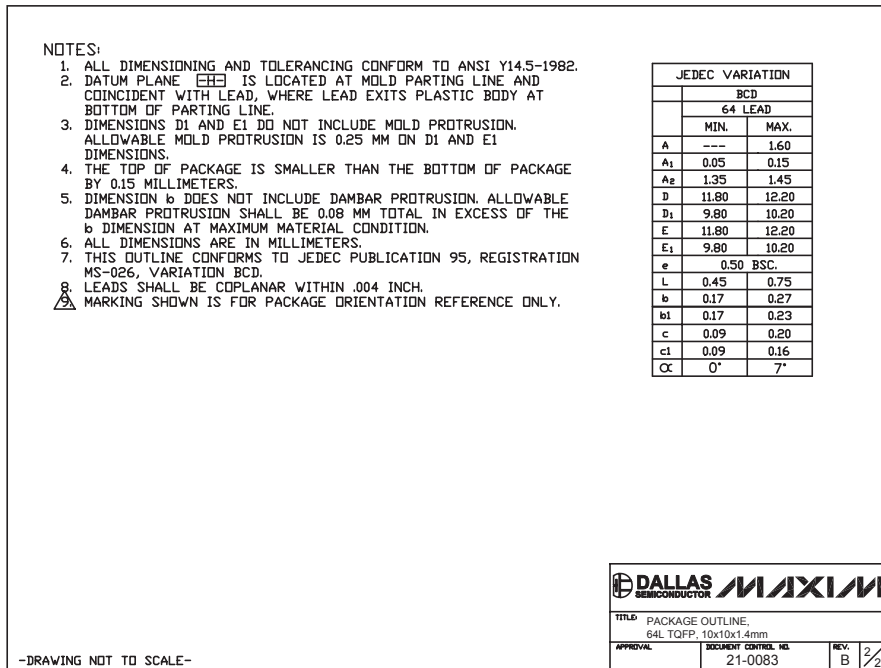 NOTES:
1. ALL DIMENSIONING AND TOLERANCING CONFORM TO ANSI Y14.5-1982.
2. DATUM PLANE -H- IS LOCATED AT MOLD PARTING LINE AND
COINCIDENT WITH LEAD, WHERE LEAD EXITS PLASTIC BODY AT
BOTTOM OF PARTING LINE.
3. DIMENSIONS D1 AND E1 DO NOT INCLUDE MOLD PROTRUSION.
ALLOWABLE MOLD PROTRUSION IS 0.25 MM ON D1 AND E1
DIMENSIONS.
4. THE TOP OF PACKAGE IS SMALLER THAN THE BOTTOM OF PACKAGE
BY 0.15 MILLIMETERS.
5. DIMENSION b DOES NOT INCLUDE DAMBAR PROTRUSION. ALLOWABLE
DAMBAR PROTRUSION SHALL BE 0.08 MM TOTAL IN EXCESS OF THE
b DIMENSION AT MAXIMUM MATERIAL CONDITION.
6. ALL DIMENSIONS ARE IN MILLIMETERS.
7. THIS OUTLINE CONFORMS TO JEDEC PUBLICATION 95, REGISTRATION
MS-026, VARIATION BCD.
8. LEADS SHALL BE COPLANAR WITHIN .004 INCH.
9. MARKING SHOWN IS FOR PACKAGE ORIENTATION REFERENCE ONLY.
JEDEC VARIATION
BCD
64 LEAD
MIN. MAX.
A --- 1.60
A1 0.05 0.15
A2 1.35 1.45
D 11.80 12.20
D1 9.80 10.20
E 11.80 12.20
E1 9.80 10.20
e 0.50 BSC.
L 0.45 0.75
b 0.17 0.27
b1 0.17 0.23
c 0.09 0.20
c1 0.09 0.16
α 0° 7°
-DRAWING NOT TO SCALE-
DALLAS SEMICONDUCTOR MAXIM
TITLE: PACKAGE OUTLINE,
64L TQFP, 10x10x1.4mm
APPROVAL DOCUMENT CONTROL NO. REV.
21-0083 B 2/2